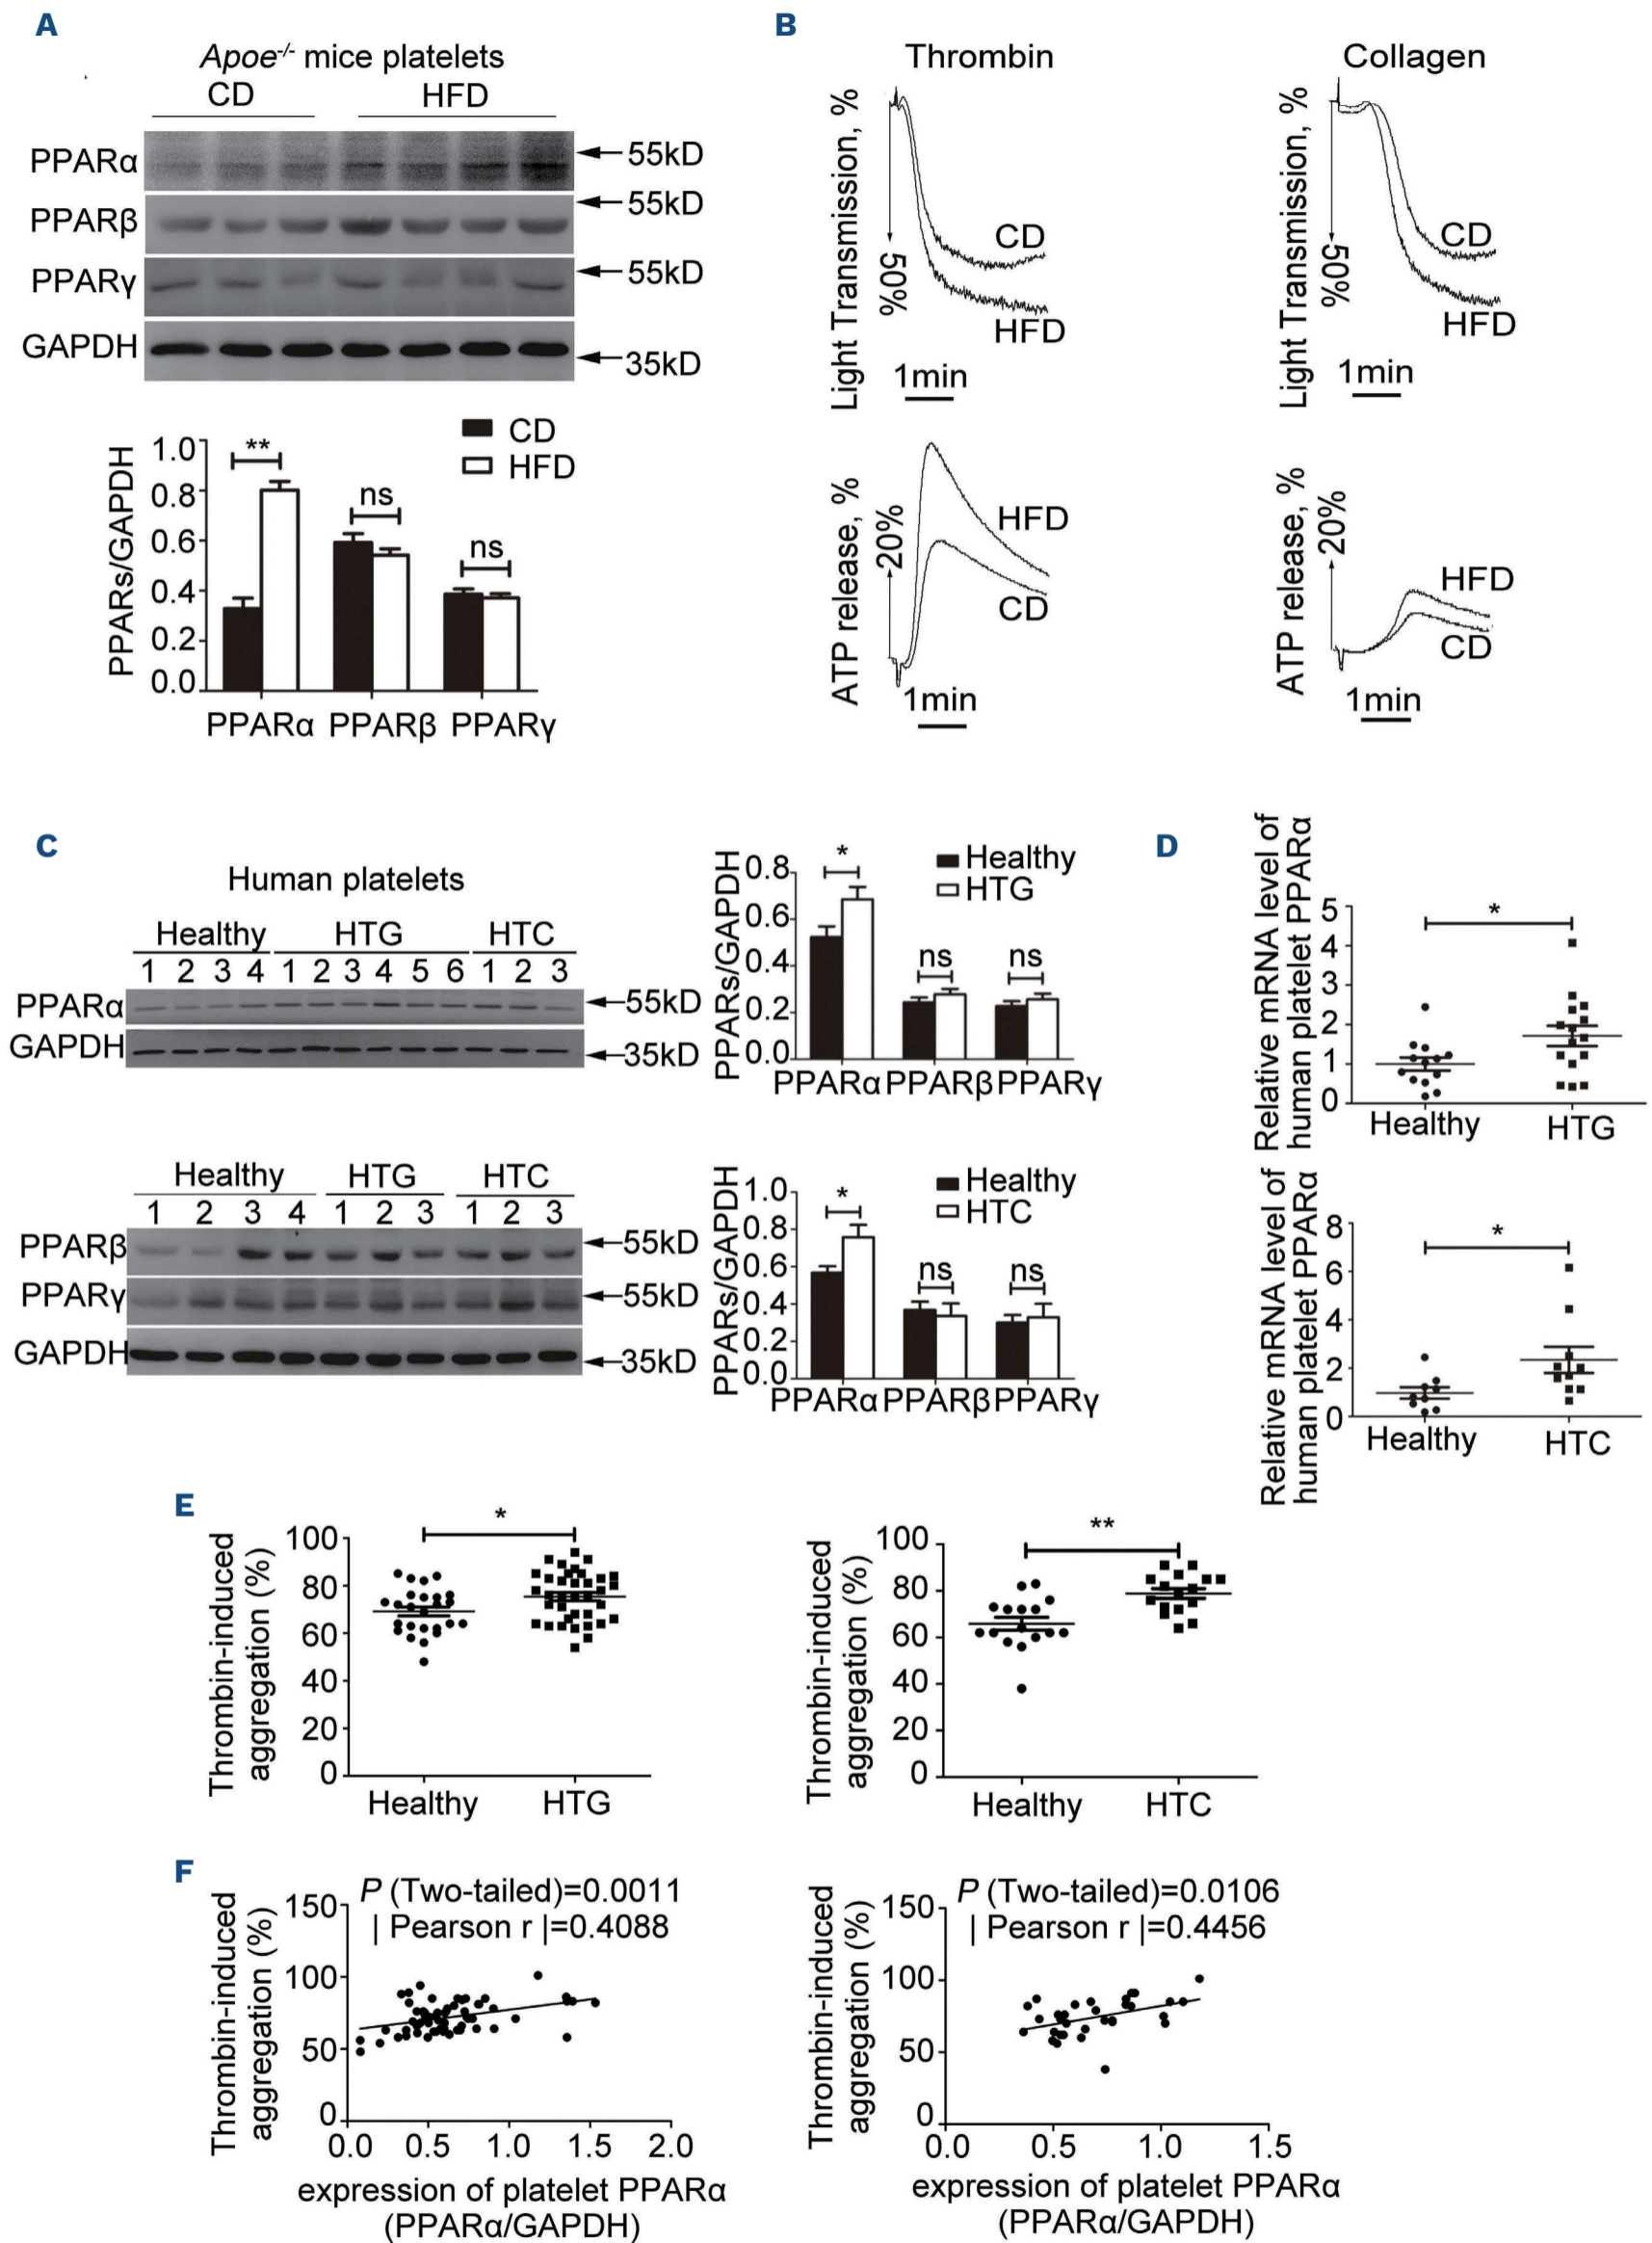 A
Apoe-/- mice platelets
CD HFD
PPARα
55kD
PPARβ
55kD
PPARγ
55kD
GAPDH
35kD
PPARs/GAPDH
1.0
0.8
0.6
0.4
0.2
0.0
**
ns
ns
CD
HFD
PPARα PPARβ PPARγ
B
Thrombin
Light Transmission, %
50%
CD
HFD
1min
Collagen
Light Transmission, %
50%
CD
HFD
1min
ATP release, %
20%
HFD
CD
1min
ATP release, %
20%
HFD
CD
1min
C
Human platelets
Healthy HTG HTC
1 2 3 4 1 2 3 4 5 6 1 2 3
PPARα
55kD
GAPDH
35kD
PPARs/GAPDH
0.8
0.6
0.4
0.2
0.0
*
ns
ns
Healthy
HTG
PPARα PPARβ PPARγ
Healthy HTG HTC
1 2 3 4 1 2 3 1 2 3
PPARβ
55kD
PPARγ
55kD
GAPDH
35kD
PPARs/GAPDH
1.0
0.8
0.6
0.4
0.2
0.0
*
ns
ns
Healthy
HTC
PPARα PPARβ PPARγ
D
Relative mRNA level of
human platelet PPARα
5
4
3
2
1
0
*
Healthy HTG
Relative mRNA level of
human platelet PPARα
8
6
4
2
0
*
Healthy HTC
E
Thrombin-induced
aggregation (%)
100
80
60
40
20
0
*
Healthy HTG
Thrombin-induced
aggregation (%)
100
80
60
40
20
0
**
Healthy HTC
F
P (Two-tailed)=0.0011
| Pearson r |=0.4088
Thrombin-induced
aggregation (%)
150
100
50
0
0.0 0.5 1.0 1.5 2.0
expression of platelet PPARα
(PPARα/GAPDH)
P (Two-tailed)=0.0106
| Pearson r |=0.4456
Thrombin-induced
aggregation (%)
150
100
50
0
0.0 0.5 1.0 1.5
expression of platelet PPARα
(PPARα/GAPDH)